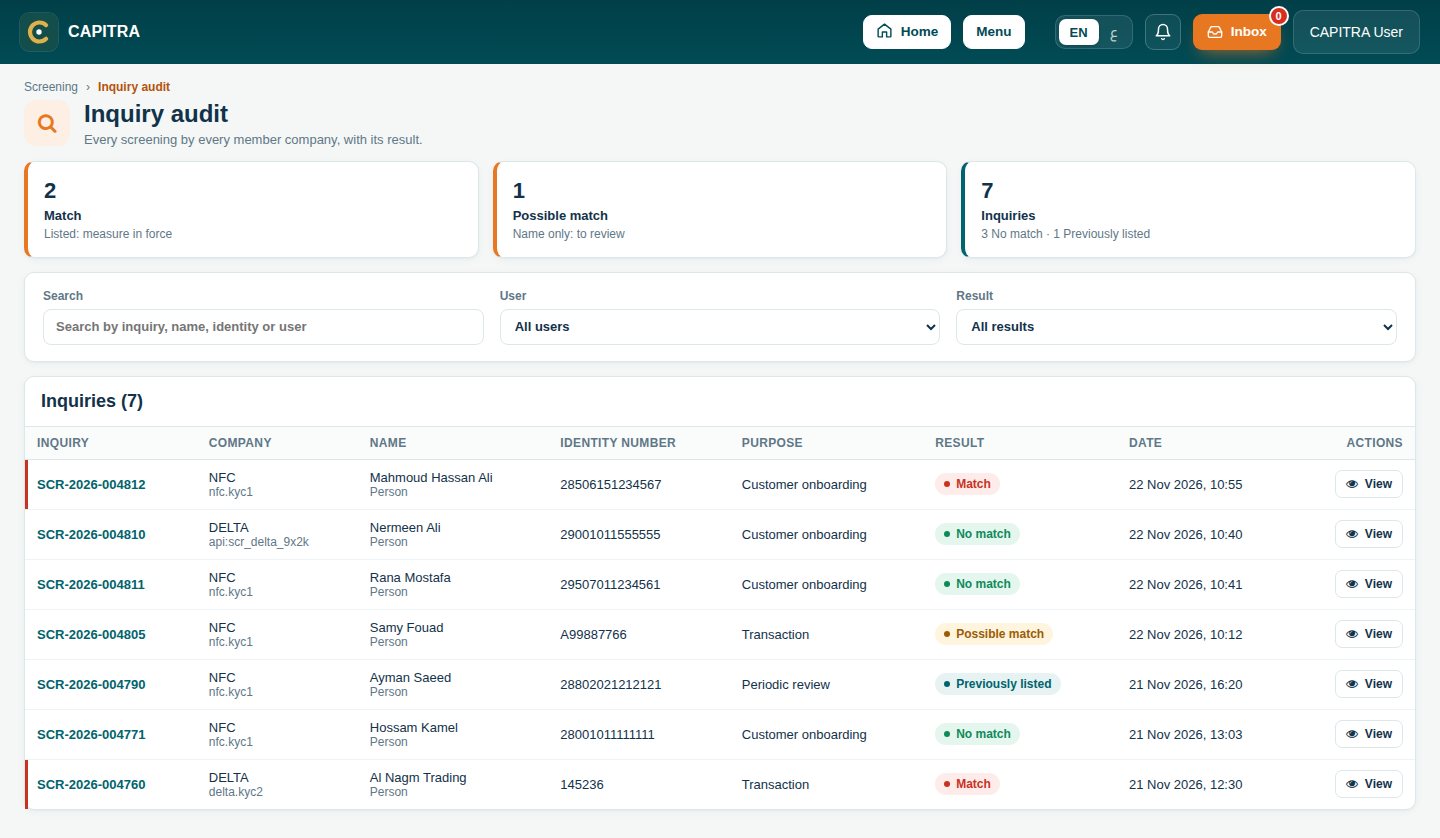 CAPITRA
Home
Menu
EN
ع
Inbox
0
CAPITRA User
Screening › Inquiry audit
Inquiry audit
Every screening by every member company, with its result.
2
Match
Listed: measure in force
1
Possible match
Name only: to review
7
Inquiries
3 No match · 1 Previously listed
Search
Search by inquiry, name, identity or user
User
All users
Result
All results
Inquiries (7)
INQUIRY COMPANY NAME IDENTITY NUMBER PURPOSE RESULT DATE ACTIONS
SCR-2026-004812 NFC Mahmoud Hassan Ali 28506151234567 Customer onboarding Match 22 Nov 2026, 10:55 View
nfc.kyc1 Person
SCR-2026-004810 DELTA Nermeen Ali 29001011555555 Customer onboarding No match 22 Nov 2026, 10:40 View
api:scr_delta_9x2k Person
SCR-2026-004811 NFC Rana Mostafa 29507011234561 Customer onboarding No match 22 Nov 2026, 10:41 View
nfc.kyc1 Person
SCR-2026-004805 NFC Samy Fouad A99887766 Transaction Possible match 22 Nov 2026, 10:12 View
nfc.kyc1 Person
SCR-2026-004790 NFC Ayman Saeed 28802021212121 Periodic review Previously listed 21 Nov 2026, 16:20 View
nfc.kyc1 Person
SCR-2026-004771 NFC Hossam Kamel 28001011111111 Customer onboarding No match 21 Nov 2026, 13:03 View
nfc.kyc1 Person
SCR-2026-004760 DELTA Al Nagm Trading 145236 Transaction Match 21 Nov 2026, 12:30 View
delta.kyc2 Person